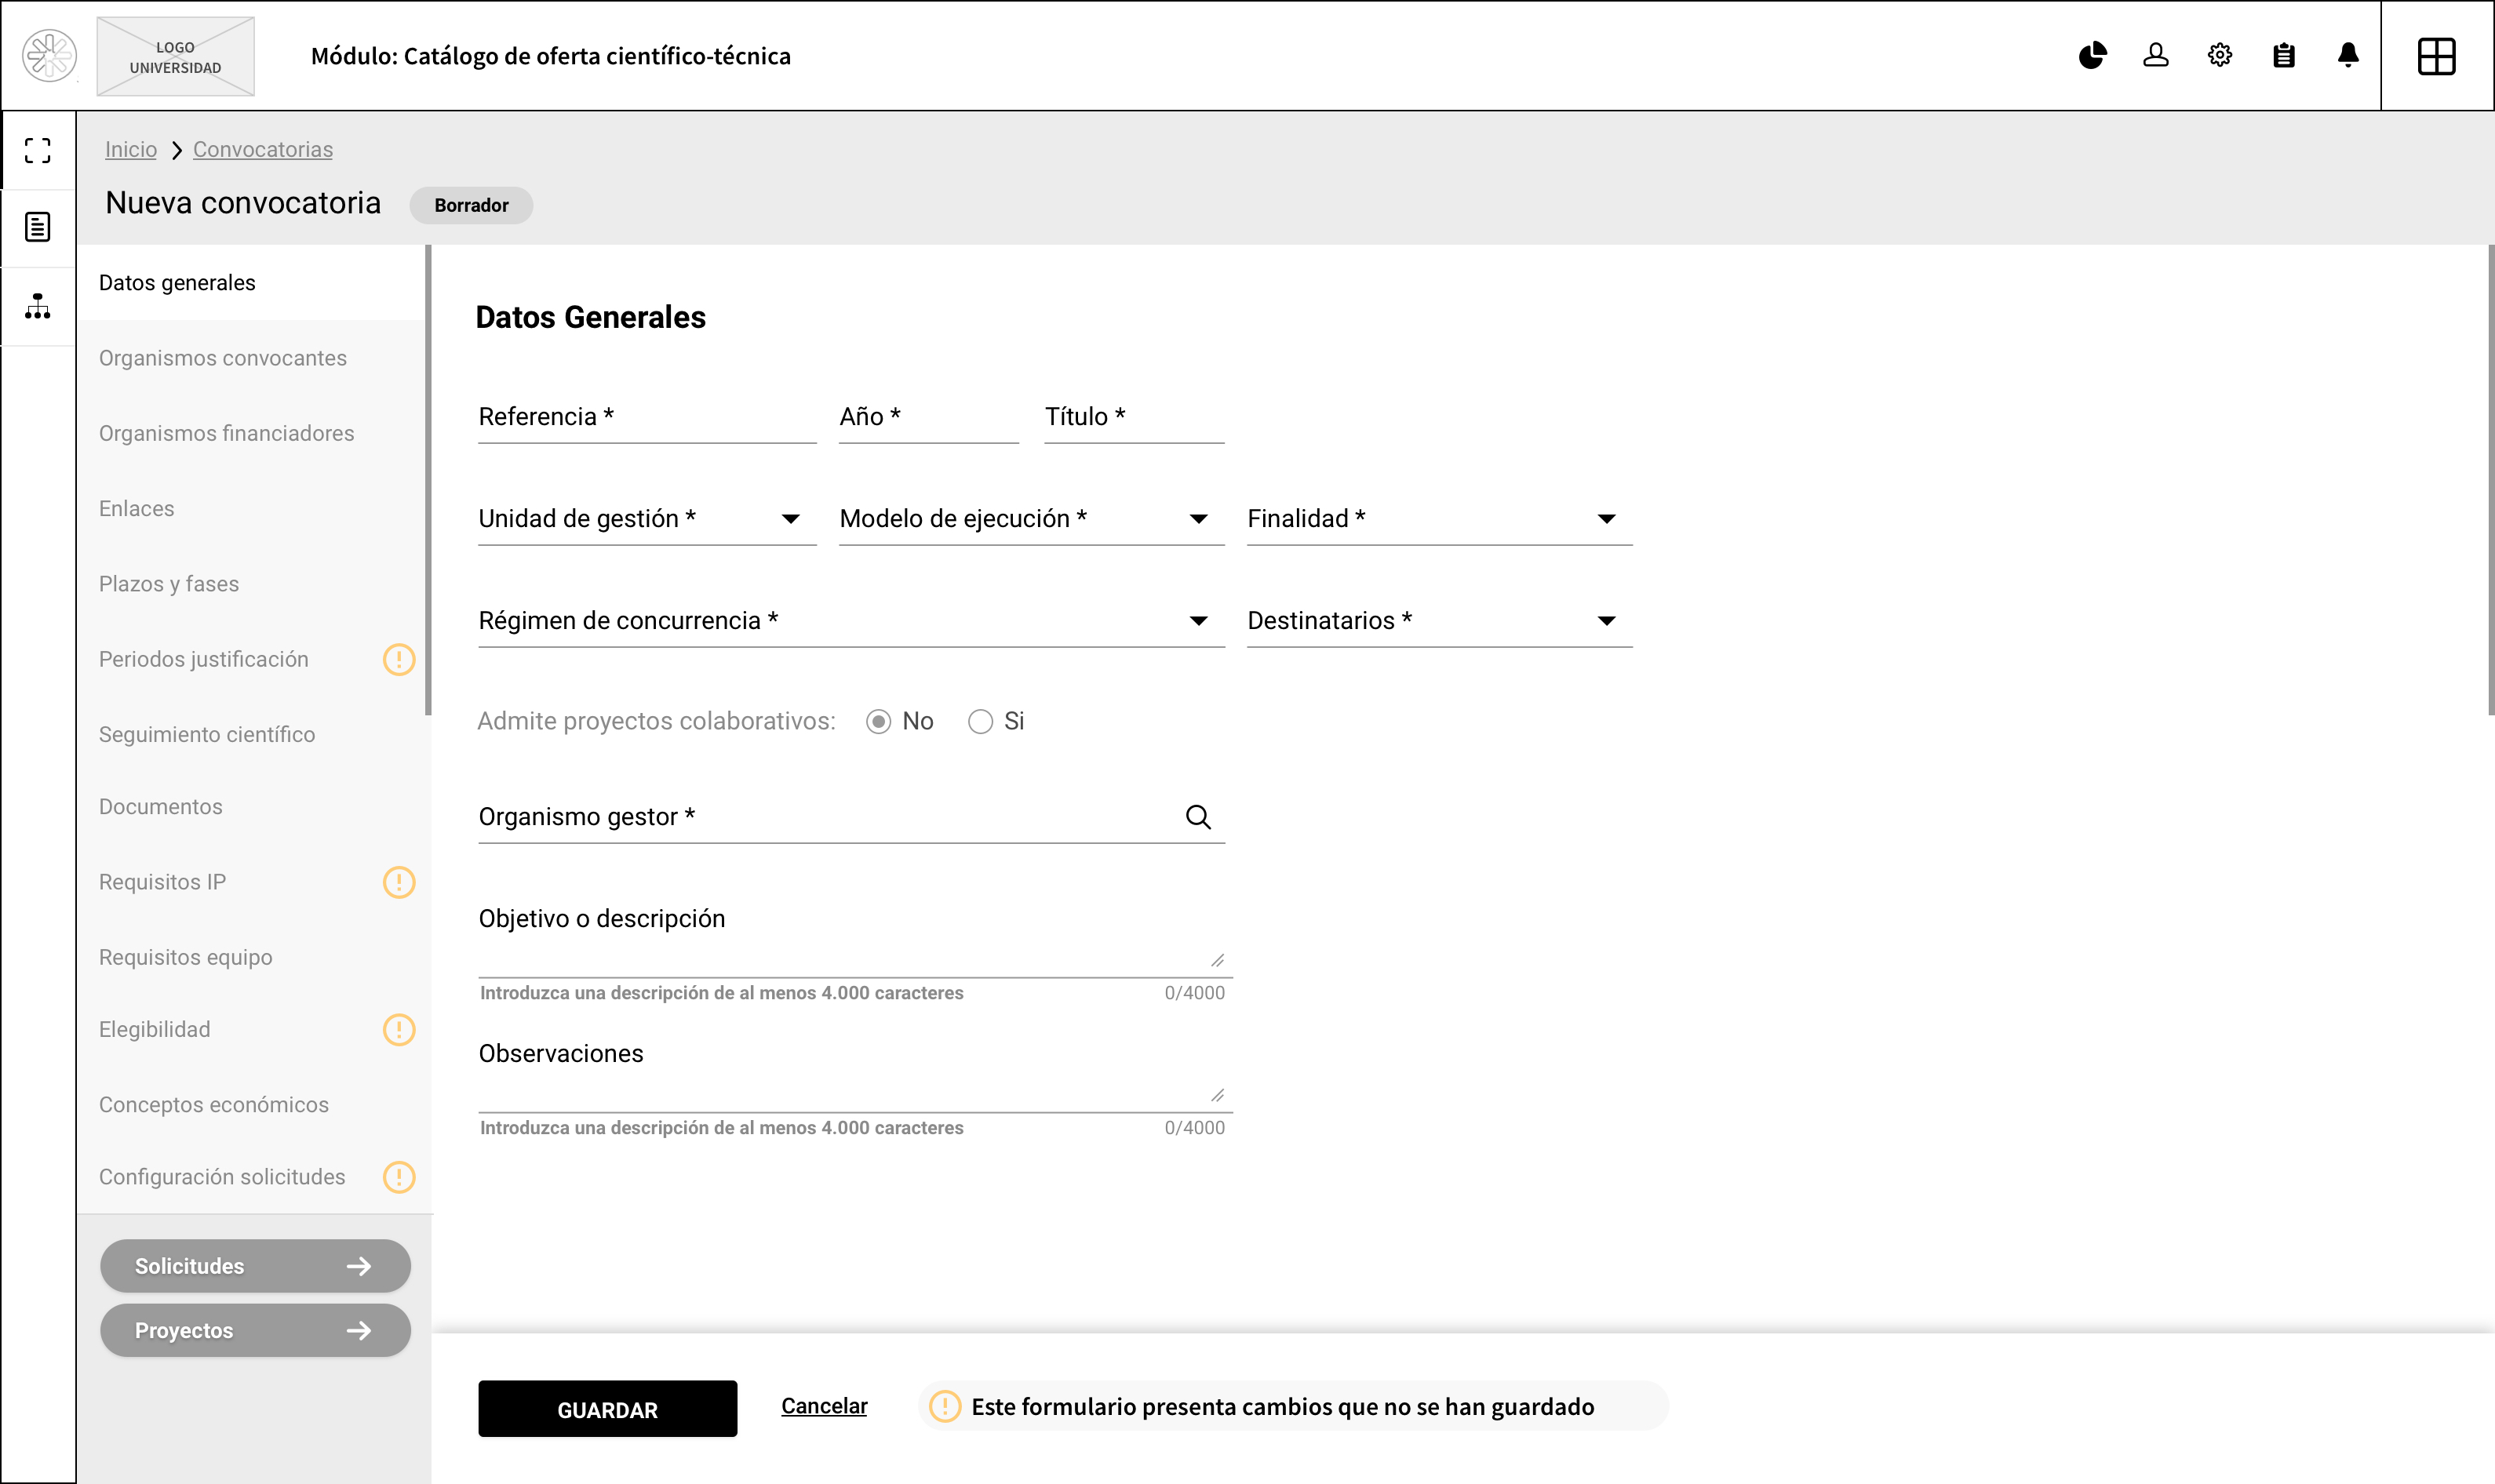 LOGO
UNIVERSIDAD
Módulo: Catálogo de oferta científico-técnica
Inicio
Convocatorias
Nueva convocatoria
Borrador
Datos generales
Organismos convocantes
Organismos financiadores
Enlaces
Plazos y fases
Periodos justificación
Seguimiento científico
Documentos
Requisitos IP
Requisitos equipo
Elegibilidad
Conceptos económicos
Configuración solicitudes
Solicitudes
Proyectos
Datos Generales
Referencia * Año * Título *
Unidad de gestión * Modelo de ejecución * Finalidad *
Régimen de concurrencia * Destinatarios *
Admite proyectos colaborativos: No Si
Organismo gestor *
Objetivo o descripción
Introduzca una descripción de al menos 4.000 caracteres 0/4000
Observaciones
Introduzca una descripción de al menos 4.000 caracteres 0/4000
GUARDAR Cancelar Este formulario presenta cambios que no se han guardado